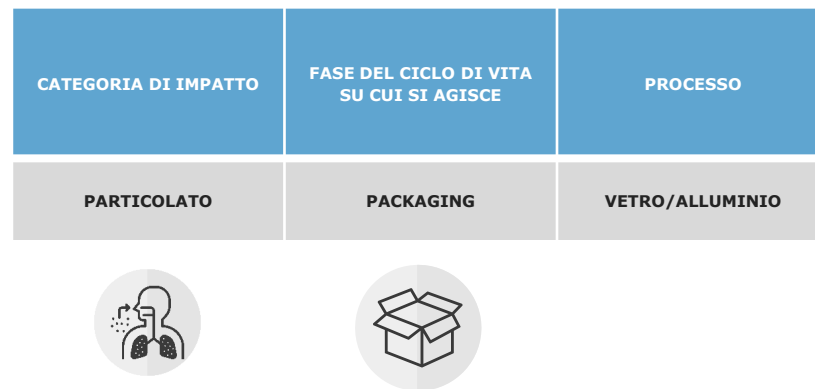 CATEGORIA DI IMPATTO
FASE DEL CICLO DI VITA
SU CUI SI AGISCE
PROCESSO
PARTICOLATO
PACKAGING
VETRO/ALLUMINIO